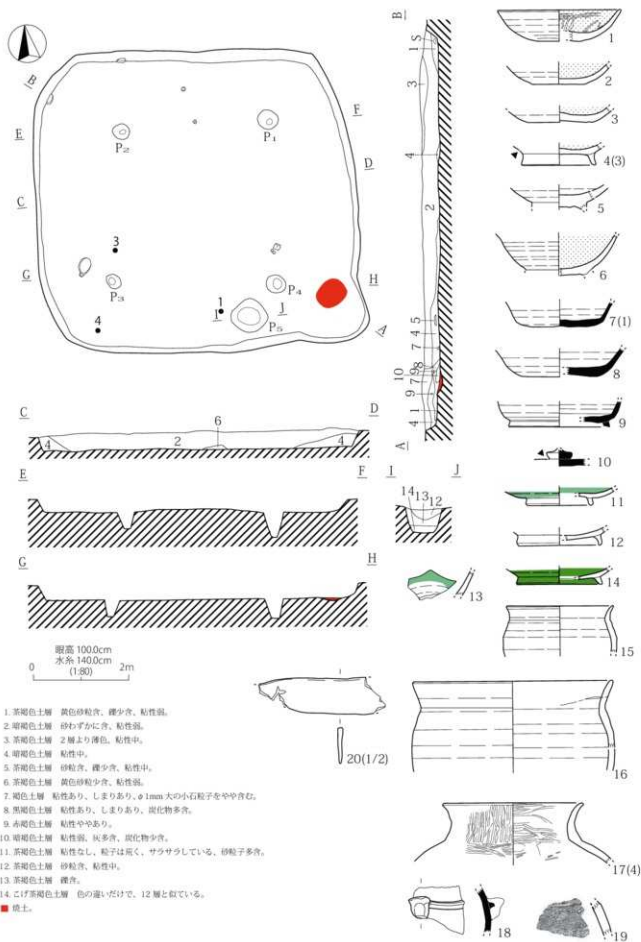 B
S
1
3
4
2
5
4
7
4
8
10
9
7
9
1
4
A
B
E
C
G
F
D
H
A
P2
P1
3
P3
P4
1
I
J
P5
4
C
D
6
4
2
4
E
F
G
H
I
J
14
13
12
1
2
3
4(3)
5
6
7(1)
8
9
10
11
12
14
13
15
16
17(4)
18
19
20(1/2)
眼高 100.0cm
水糸 140.0cm
(1:80)
0
2m
1. 茶褐色土層 黄色砂粒含、礫少含、粘性弱。
2. 暗褐色土層 砂わずかに含、粘性弱。
3. 茶褐色土層 2層より薄色、粘性中。
4. 暗褐色土層 粘性中。
5. 茶褐色土層 砂粒含、礫少含、粘性中。
6. 茶褐色土層 黄色砂粒少含、粘性弱。
7. 褐色土層 粘性あり、しまりあり、φ1mm 大の小石粒子をやや含む。
8. 黒褐色土層 粘性あり、しまりあり、炭化物多含。
9. 赤褐色土層 粘性ややあり。
10. 暗褐色土層 粘性弱、灰多含、炭化物少含。
11. 茶褐色土層 粘性なし、粒子は荒く、サラサラしている、砂粒子多含。
12. 茶褐色土層 砂粒含、粘性中。
13. 茶褐色土層 礫含。
14. こげ茶褐色土層 色の違いだけで、12層と似ている。
焼土。